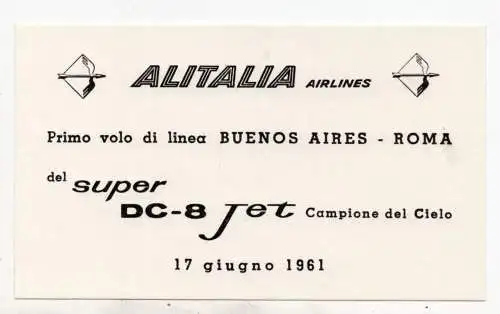 ALITALIA AIRLINES
Primo volo di linea BUENOS AIRES - ROMA
del super
DC-8 Jet Campione del Cielo
17 giugno 1961